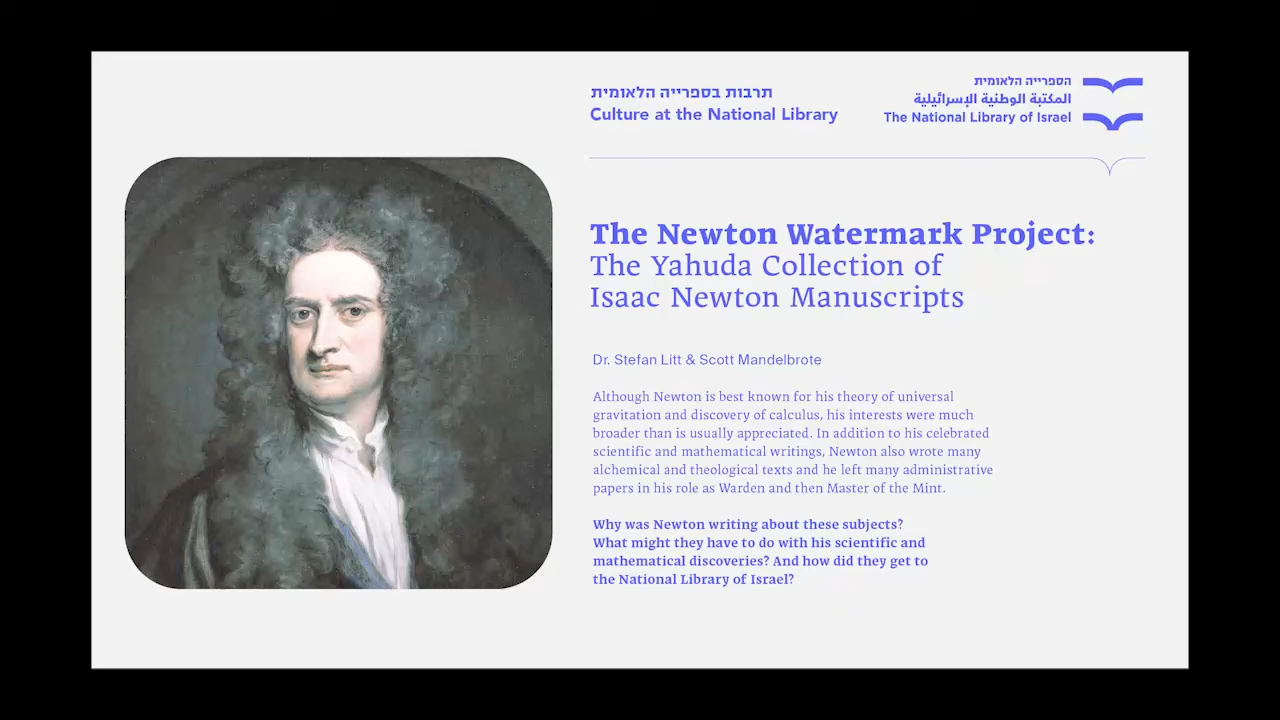 תרבות בספרייה הלאומית
Culture at the National Library
הספרייה הלאומית
المكتبة الوطنية الإسرائيلية
The National Library of Israel
The Newton Watermark Project:
The Yahuda Collection of
Isaac Newton Manuscripts
Dr. Stefan Litt & Scott Mandelbrote
Although Newton is best known for his theory of universal
gravitation and discovery of calculus, his interests were much
broader than is usually appreciated. In addition to his celebrated
scientific and mathematical writings, Newton also wrote many
alchemical and theological texts and he left many administrative
papers in his role as Warden and then Master of the Mint.
Why was Newton writing about these subjects?
What might they have to do with his scientific and
mathematical discoveries? And how did they get to
the National Library of Israel?